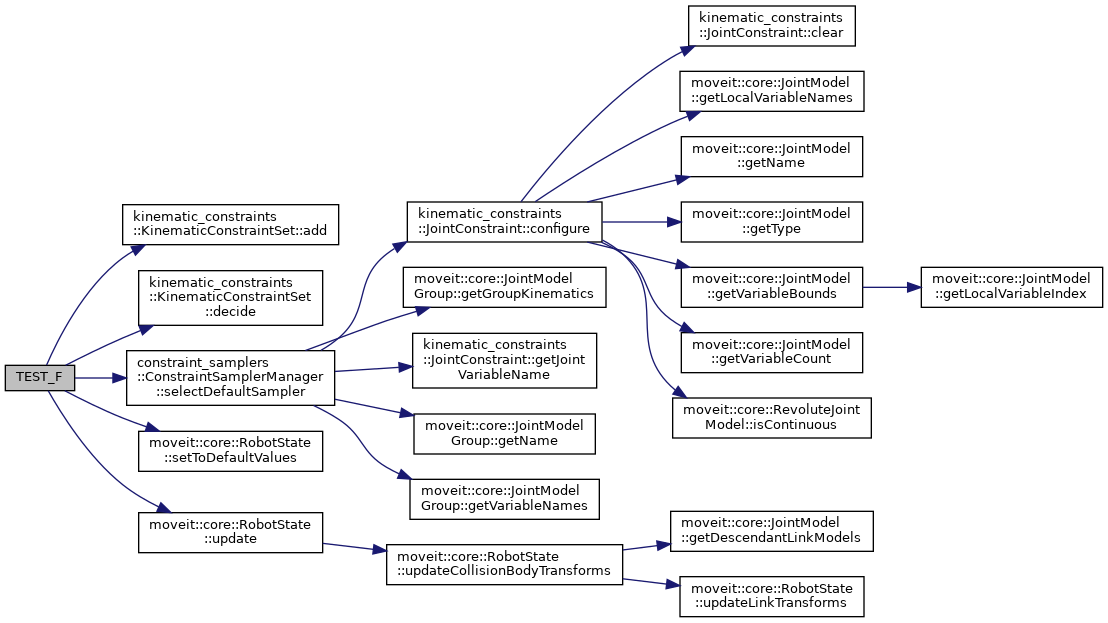 TEST_F
kinematic_constraints
::KinematicConstraintSet::add
kinematic_constraints
::KinematicConstraintSet
::decide
constraint_samplers
::ConstraintSamplerManager
::selectDefaultSampler
moveit::core::RobotState
::setToDefaultValues
moveit::core::RobotState
::update
kinematic_constraints
::JointConstraint::configure
moveit::core::JointModel
Group::getGroupKinematics
kinematic_constraints
::JointConstraint::getJoint
VariableName
moveit::core::JointModel
Group::getName
moveit::core::JointModel
Group::getVariableNames
moveit::core::RobotState
::updateCollisionBodyTransforms
kinematic_constraints
::JointConstraint::clear
moveit::core::JointModel
::getLocalVariableNames
moveit::core::JointModel
::getName
moveit::core::JointModel
::getType
moveit::core::JointModel
::getVariableBounds
moveit::core::JointModel
::getVariableCount
moveit::core::RevoluteJoint
Model::isContinuous
moveit::core::JointModel
::getDescendantLinkModels
moveit::core::RobotState
::updateLinkTransforms
moveit::core::JointModel
::getLocalVariableIndex